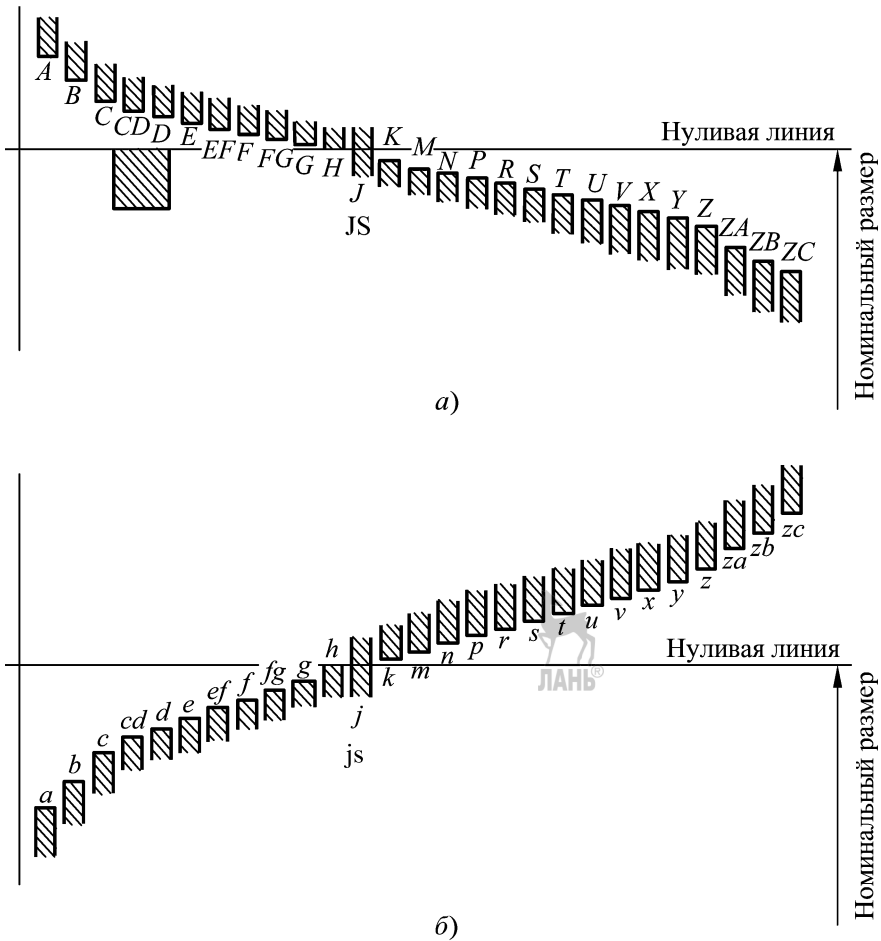 A
B
C
CD
D
E
EF
F
FG
G
H
J
JS
K
M
N
P
R
S
T
U
V
X
Y
Z
ZA
ZB
ZC
Нуливая линия
Номинальный размер
а)
a
b
c
cd
d
e
ef
f
fg
g
h
j
js
k
m
n
p
r
s
t
u
v
x
y
z
za
zb
zc
Нуливая линия
Номинальный размер
ЛАНЬ®
б)